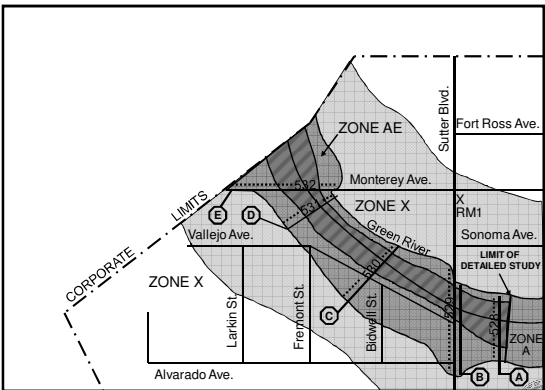 ZONE AE
Sutter Blvd.
Fort Ross Ave.
532
Monterey Ave.
E
D
531
ZONE X
X
RM1
LIMITS
Vallejo Ave.
Green River
Sonoma Ave.
LIMIT OF
DETAILED STUDY
CORPORATE
ZONE X
530
Larkin St.
Fremont St.
C
Bidwell St.
529
528
ZONE
A
Alvarado Ave.
B
A